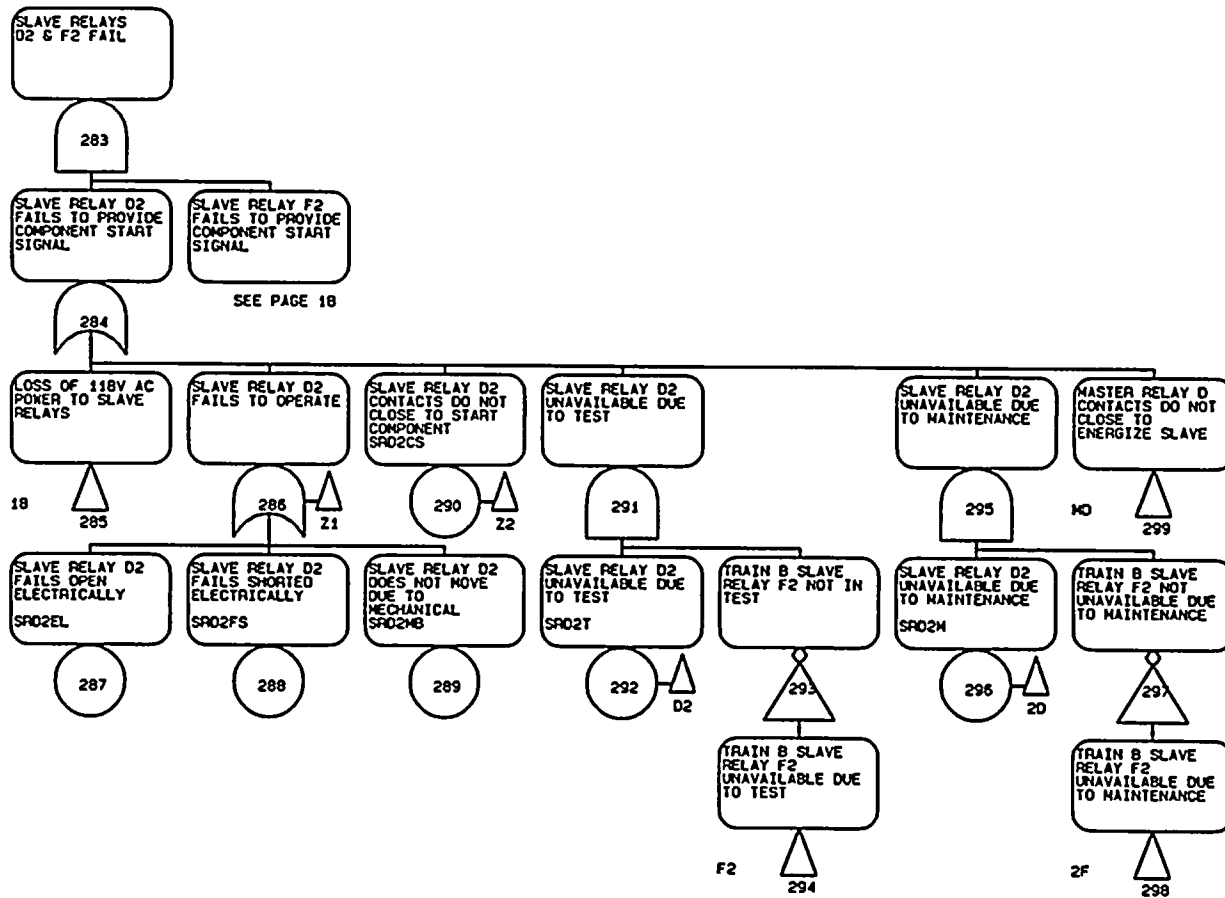 SLAVE RELAYS
D2 & F2 FAIL
283
SLAVE RELAY D2
FAILS TO PROVIDE
COMPONENT START
SIGNAL
SLAVE RELAY F2
FAILS TO PROVIDE
COMPONENT START
SIGNAL
SEE PAGE 18
284
LOSS OF 118V AC
POWER TO SLAVE
RELAYS
18
285
SLAVE RELAY D2
FAILS TO OPERATE
286
Z1
SLAVE RELAY D2
CONTACTS DO NOT
CLOSE TO START
COMPONENT
SRD2CS
290
Z2
SLAVE RELAY D2
UNAVAILABLE DUE
TO TEST
291
SLAVE RELAY D2
UNAVAILABLE DUE
TO MAINTENANCE
295
MASTER RELAY D
CONTACTS DO NOT
CLOSE TO
ENERGIZE SLAVE
MD
299
SLAVE RELAY D2
FAILS OPEN
ELECTRICALLY
SRD2EL
287
SLAVE RELAY D2
FAILS SHORTED
ELECTRICALLY
SRD2FS
288
SLAVE RELAY D2
DOES NOT MOVE
DUE TO
MECHANICAL
SRD2MB
289
SLAVE RELAY D2
UNAVAILABLE DUE
TO TEST
SRD2T
292
D2
TRAIN B SLAVE
RELAY F2 NOT IN
TEST
293
SLAVE RELAY D2
UNAVAILABLE DUE
TO MAINTENANCE
SRD2M
296
2D
TRAIN B SLAVE
RELAY F2 NOT
UNAVAILABLE DUE
TO MAINTENANCE
297
TRAIN B SLAVE
RELAY F2
UNAVAILABLE DUE
TO TEST
F2
294
TRAIN B SLAVE
RELAY F2
UNAVAILABLE DUE
TO MAINTENANCE
2F
298